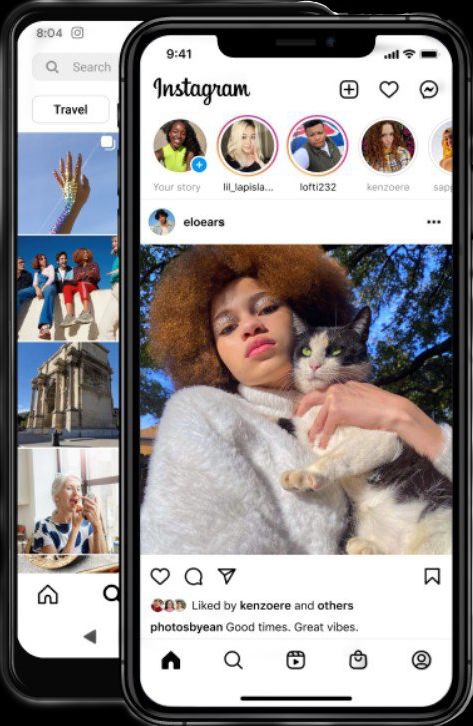 8:04
Search
Travel
9:41
Instagram
Your story
lil_lapisla...
lofti232
kenzoere
sapp
eloears
Liked by kenzoere and others
photosbyean Good times. Great vibes.